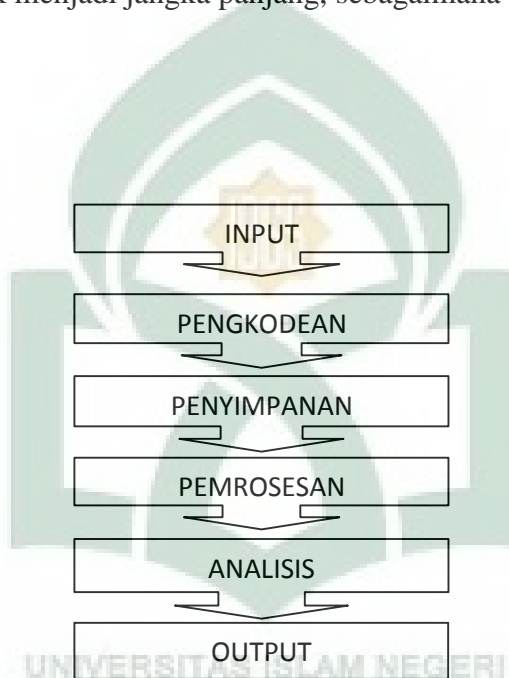 menjadi jangka panjang, sebagaimana
INPUT
PENGKODEAN
PENYIMPANAN
PEMROSESAN
ANALISIS
OUTPUT
UNIVERSITAS ISLAM NEGERI